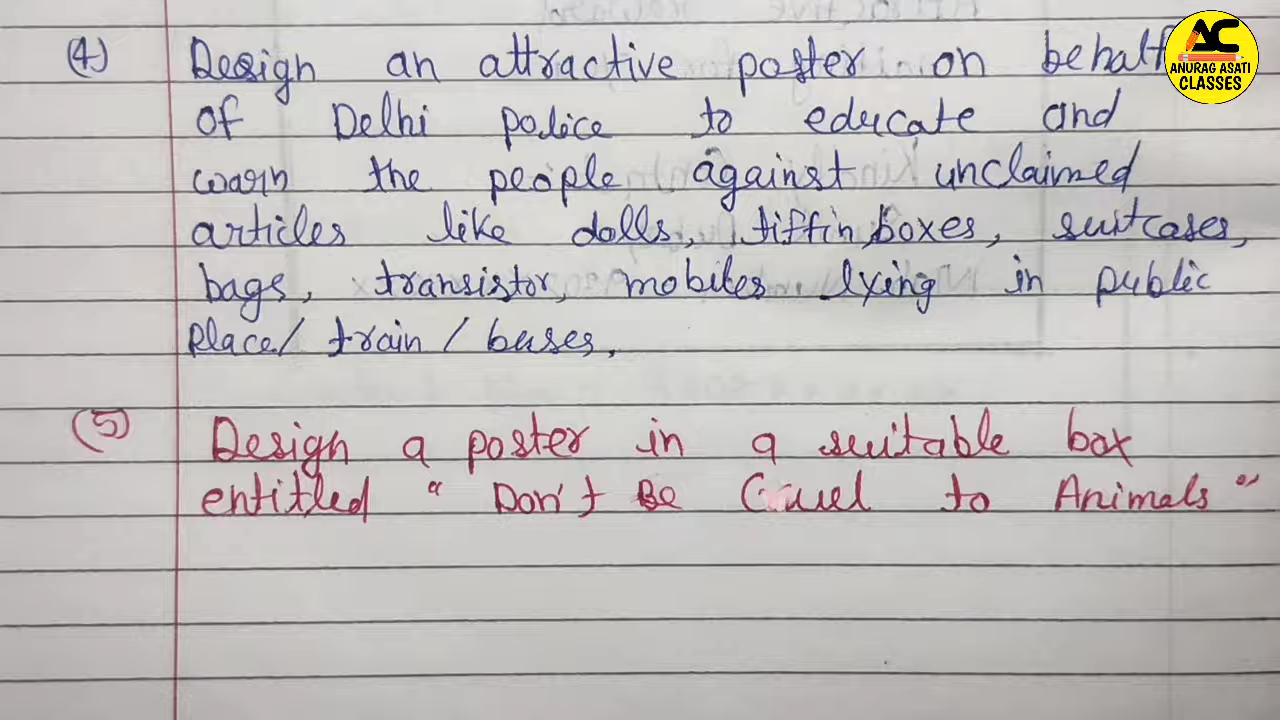 (4) Design an attractive poster on behalf
of Delhi police to educate and
warn the people against unclaimed
articles like dolls, tiffin, boxes, suitcases,
bags, transistor, mobiles lying in public
Place/ train / buses.
(5) Design a poster in a suitable box
entitled " Don't Be Cruel to Animals "
AC
ANURAG ASATI
CLASSES